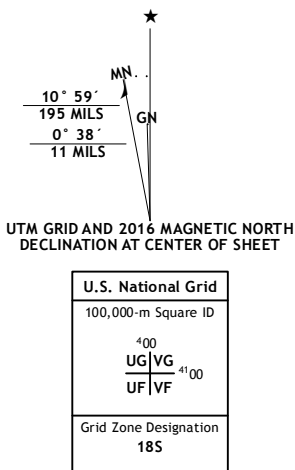 ★
MN
10° 59´
195 MILS
GN
0° 38´
11 MILS
UTM GRID AND 2016 MAGNETIC NORTH
DECLINATION AT CENTER OF SHEET
U.S. National Grid
100,000-m Square ID
⁴00
UG VG
⁴¹00
UF VF
Grid Zone Designation
18S